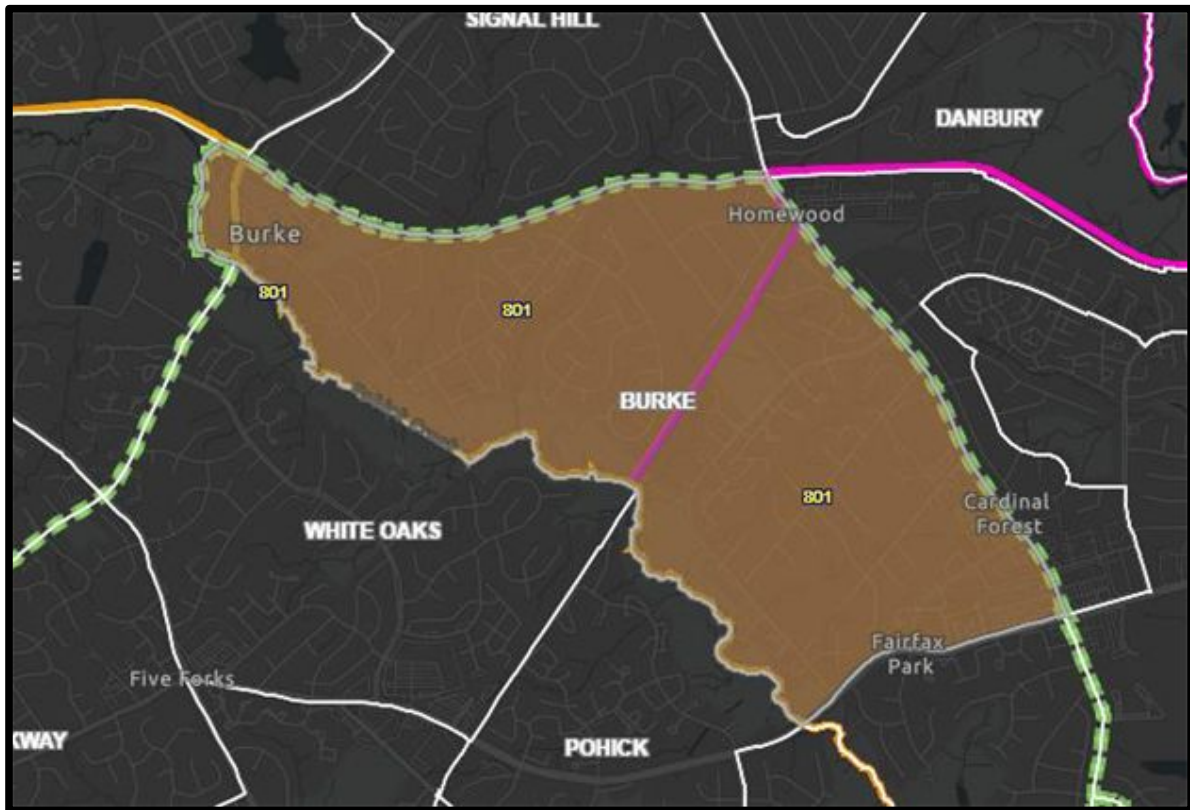 SIGNAL HILL
DANBURY
Homewood
Burke
801
801
BURKE
801
Cardinal
Forest
WHITE OAKS
Fairfax
Park
Five Forks
KWAY
POHICK
E